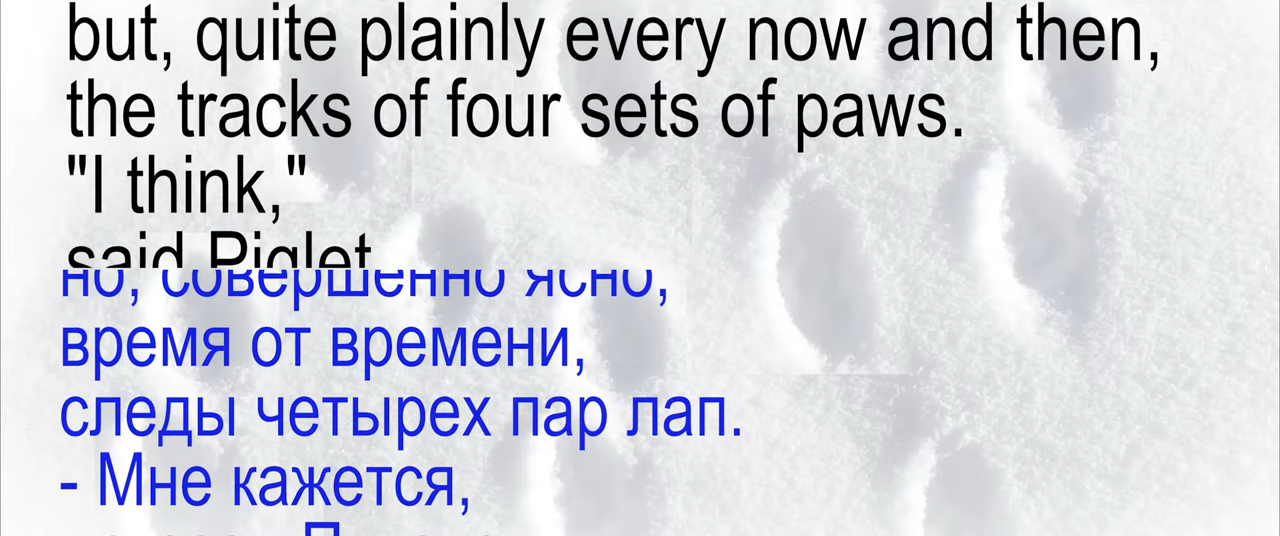 but, quite plainly every now and then,
the tracks of four sets of paws.
"I think,"
said Piglet
но, совершенно ясно,
время от времени,
следы четырех пар лап.
- Мне кажется,